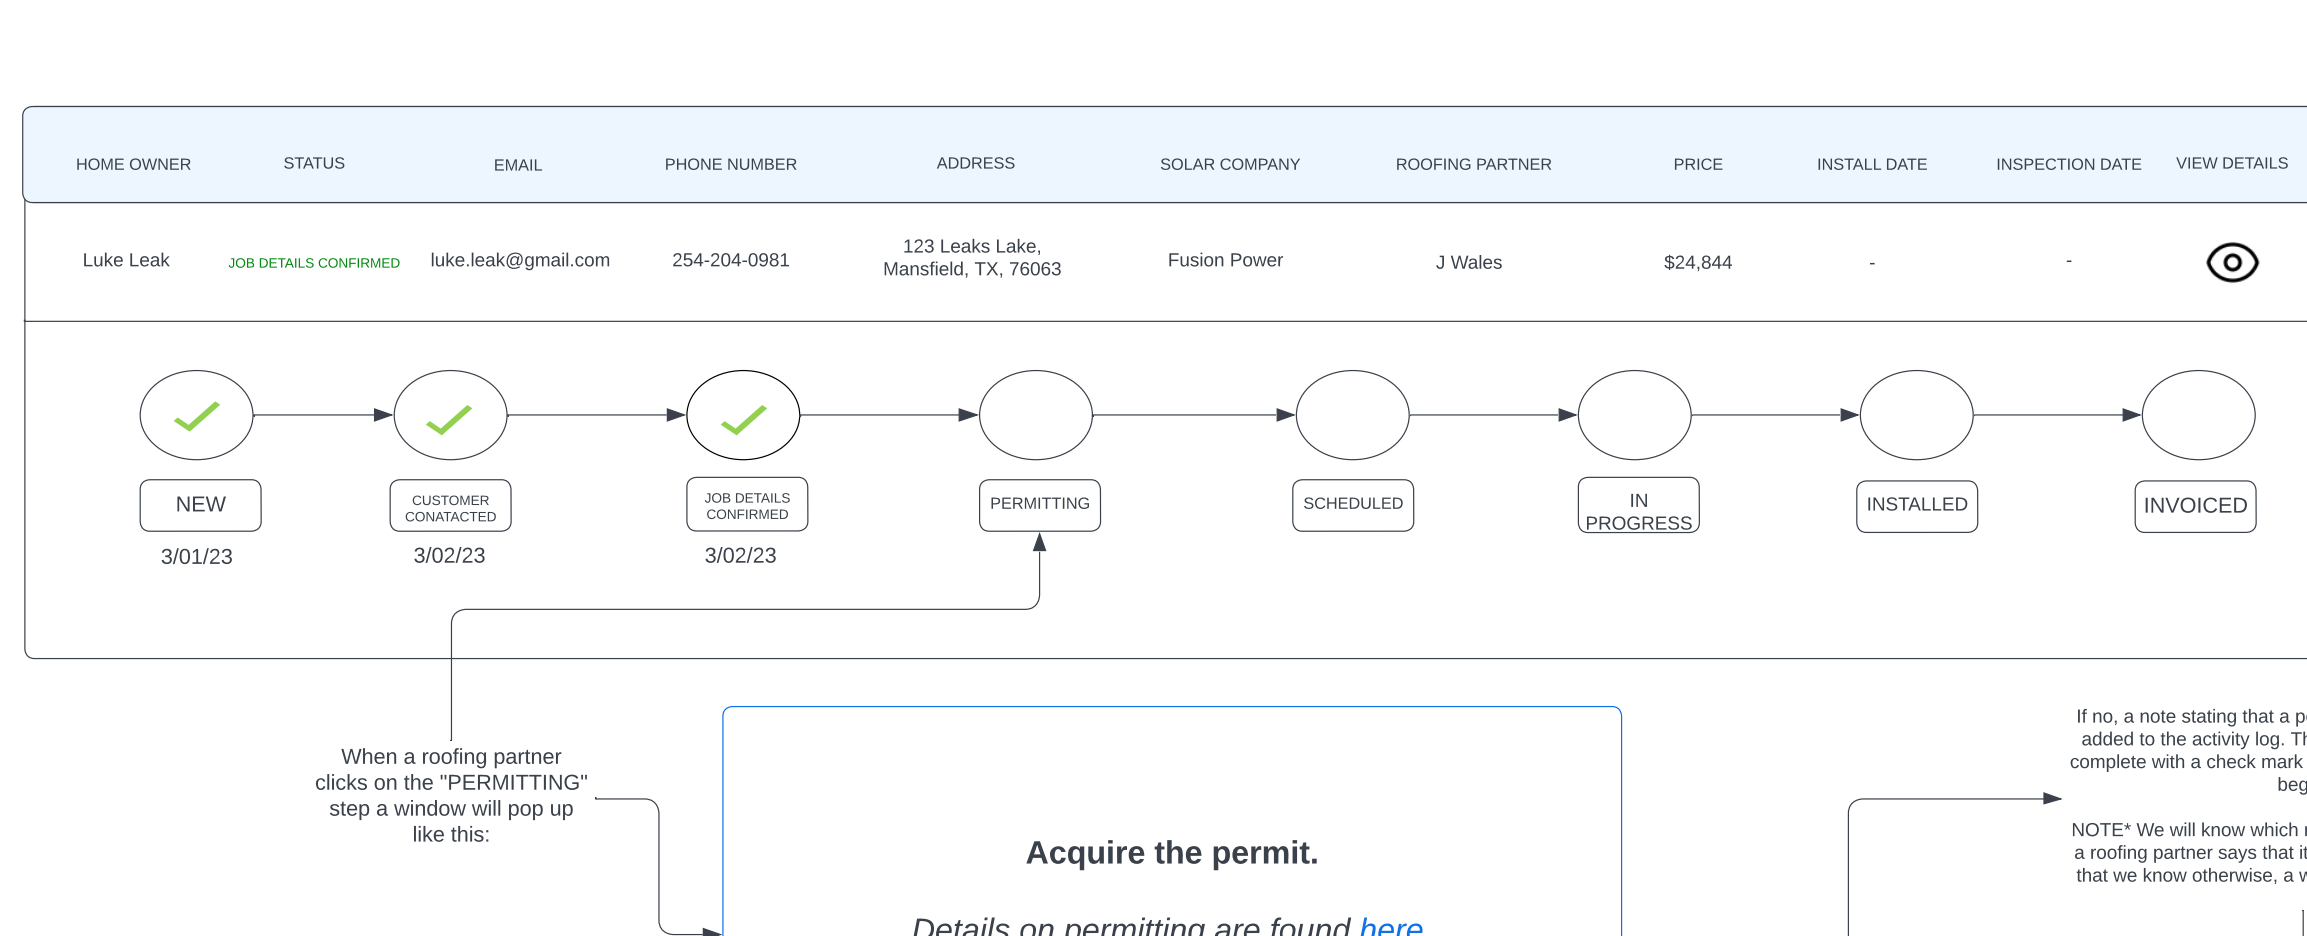 HOME OWNER STATUS EMAIL PHONE NUMBER ADDRESS SOLAR COMPANY ROOFING PARTNER PRICE INSTALL DATE INSPECTION DATE VIEW DETAILS
Luke Leak
JOB DETAILS CONFIRMED
luke.leak@gmail.com
254-204-0981
123 Leaks Lake,
Mansfield, TX, 76063
Fusion Power
J Wales
$24,844
-
-
NEW
3/01/23
CUSTOMER
CONATACTED
3/02/23
JOB DETAILS
CONFIRMED
3/02/23
PERMITTING
SCHEDULED
IN
PROGRESS
INSTALLED
INVOICED
When a roofing partner
clicks on the "PERMITTING"
step a window will pop up
like this:
Acquire the permit.
Details on permitting are found here
If no, a note stating that a
added to the activity log.
complete with a check mark
NOTE* We will know which
a roofing partner says that
that we know otherwise, a